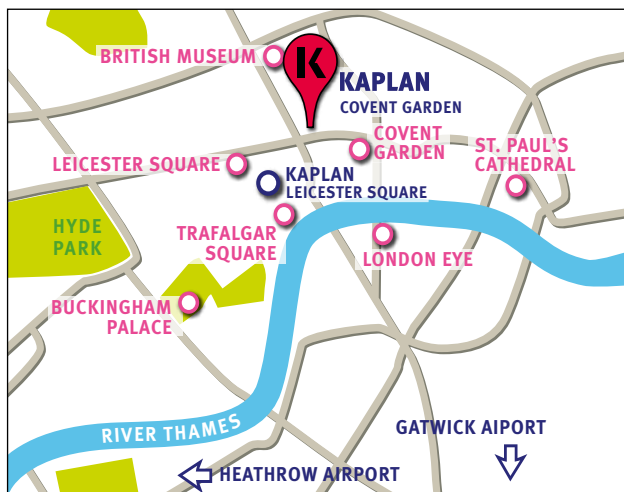 BRITISH MUSEUM
K
KAPLAN
COVENT GARDEN
COVENT
GARDEN
ST. PAUL'S
CATHEDRAL
LEICESTER SQUARE
KAPLAN
LEICESTER SQUARE
HYDE
PARK
TRAFALGAR
SQUARE
LONDON EYE
BUCKINGHAM
PALACE
RIVER THAMES
GATWICK AIPORT
HEATHROW AIRPORT